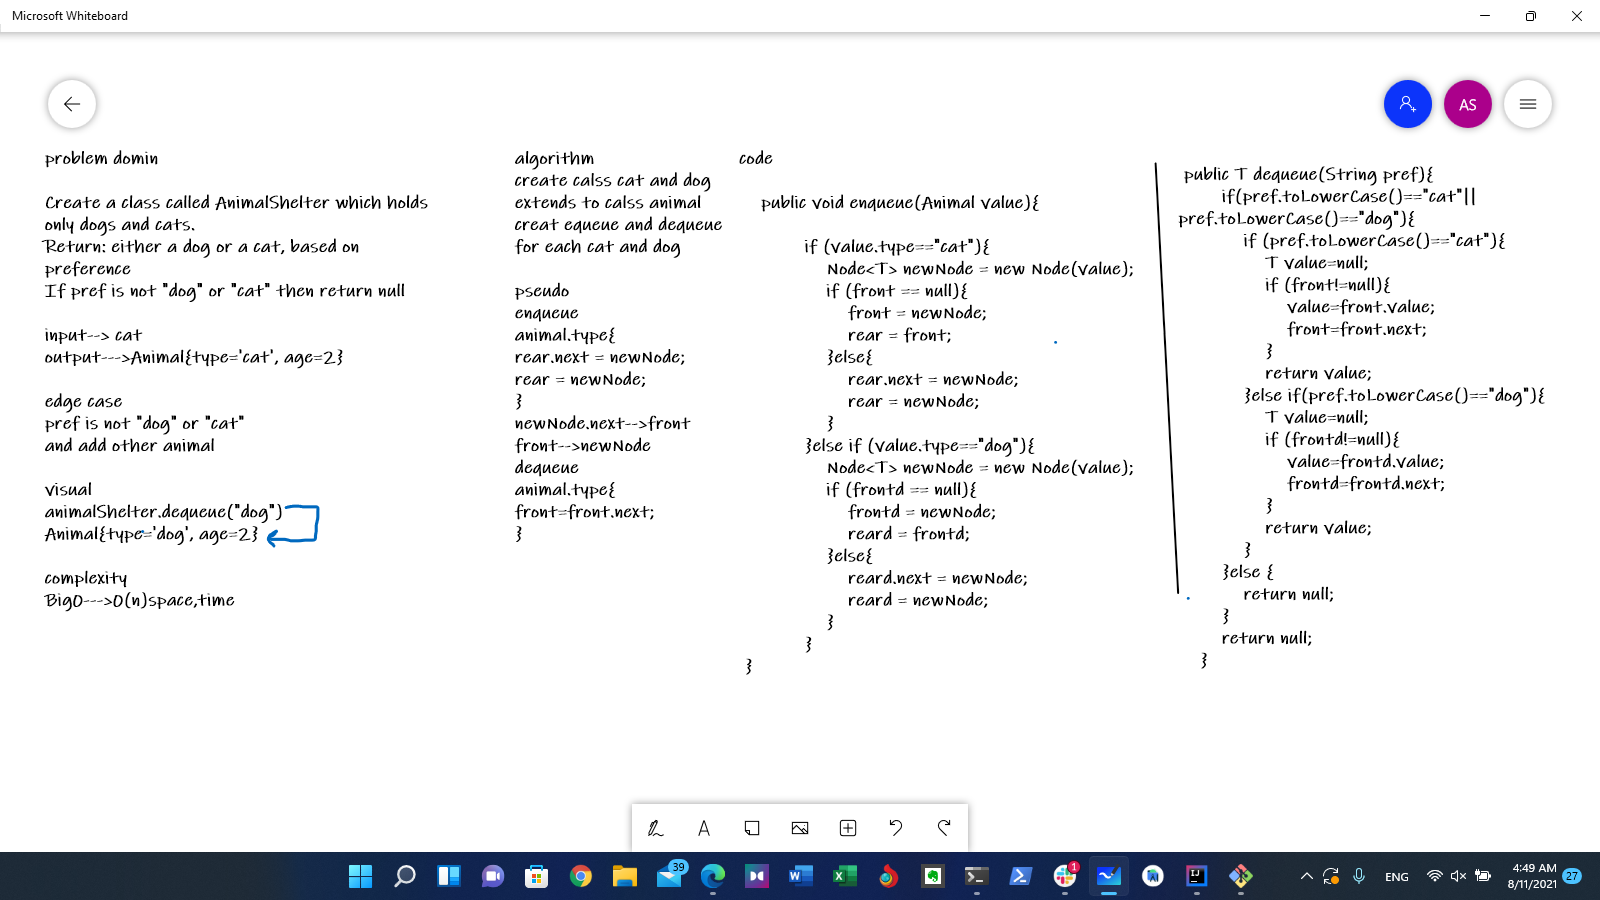 Microsoft Whiteboard
AS
problem domin
Create a class called AnimalShelter which holds
only dogs and cats.
Return: either a dog or a cat, based on
preference
If pref is not "dog" or "cat" then return null
input--> cat
output--->Animal{type='cat', age=2}
edge case
pref is not "dog" or "cat"
and add other animal
visual
animalShelter.dequeue("dog")
Animal{type='dog', age=2}
complexity
BigO--->O(n)space,time
algorithm
create calss cat and dog
extends to calss animal
creat equeue and dequeue
for each cat and dog
pseudo
enqueue
animal.type{
rear.next = newNode;
rear = newNode;
}
newNode.next-->front
front-->newNode
dequeue
animal.type{
front=front.next;
}
code
public void enqueue(Animal value){
if (value.type=="cat"){
Node<T> newNode = new Node(value);
if (front == null){
front = newNode;
rear = front;
}else{
rear.next = newNode;
rear = newNode;
}
}else if (value.type=="dog"){
Node<T> newNode = new Node(value);
if (frontd == null){
frontd = newNode;
reard = frontd;
}else{
reard.next = newNode;
reard = newNode;
}
}
}
public T dequeue(String pref){
if(pref.toLowerCase()=="cat"||
pref.toLowerCase()=="dog"){
if (pref.toLowerCase()=="cat"){
T value=null;
if (front!=null){
value=front.value;
front=front.next;
}
return value;
}else if(pref.toLowerCase()=="dog"){
T value=null;
if (frontd!=null){
value=frontd.value;
frontd=frontd.next;
}
return value;
}
}else {
return null;
}
return null;
}
39
1
ENG
4:49 AM
8/11/2021
27